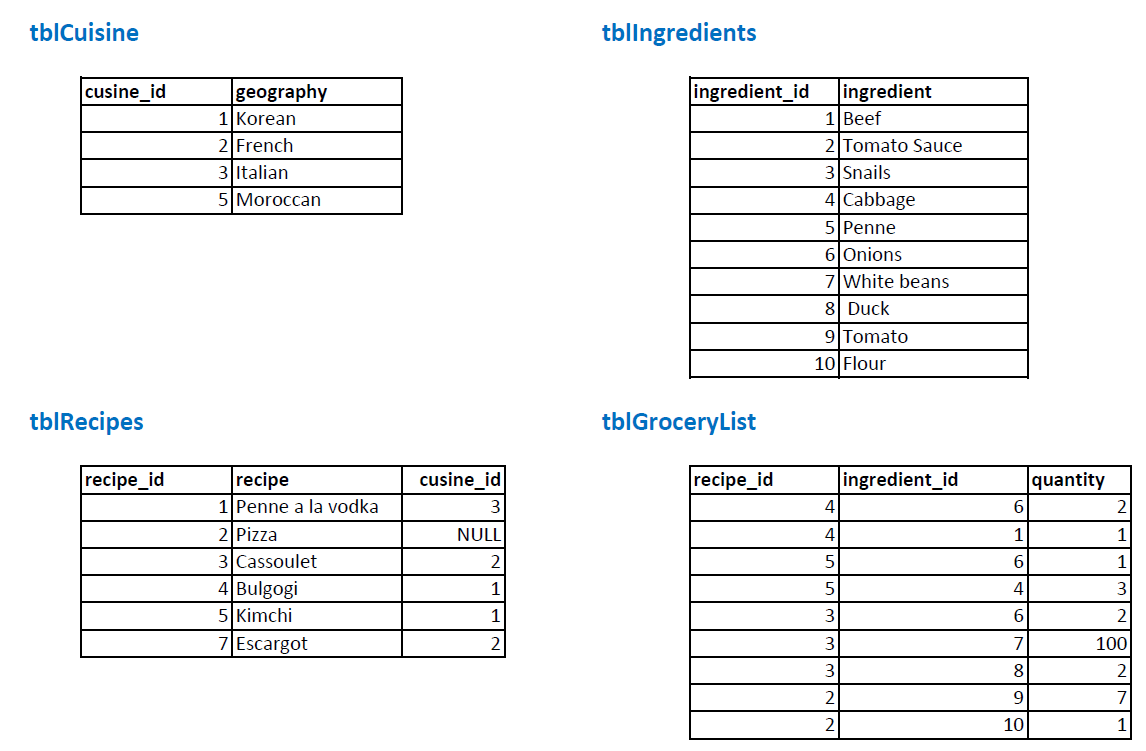 tblCuisine
cusine_id geography
1 Korean
2 French
3 Italian
5 Moroccan
tblIngredients
ingredient_id ingredient
1 Beef
2 Tomato Sauce
3 Snails
4 Cabbage
5 Penne
6 Onions
7 White beans
8 Duck
9 Tomato
10 Flour
tblRecipes
recipe_id recipe cusine_id
1 Penne a la vodka 3
2 Pizza NULL
3 Cassoulet 2
4 Bulgogi 1
5 Kimchi 1
7 Escargot 2
tblGroceryList
recipe_id ingredient_id quantity
4 6 2
4 1 1
5 6 1
5 4 3
3 6 2
3 7 100
3 8 2
2 9 7
2 10 1